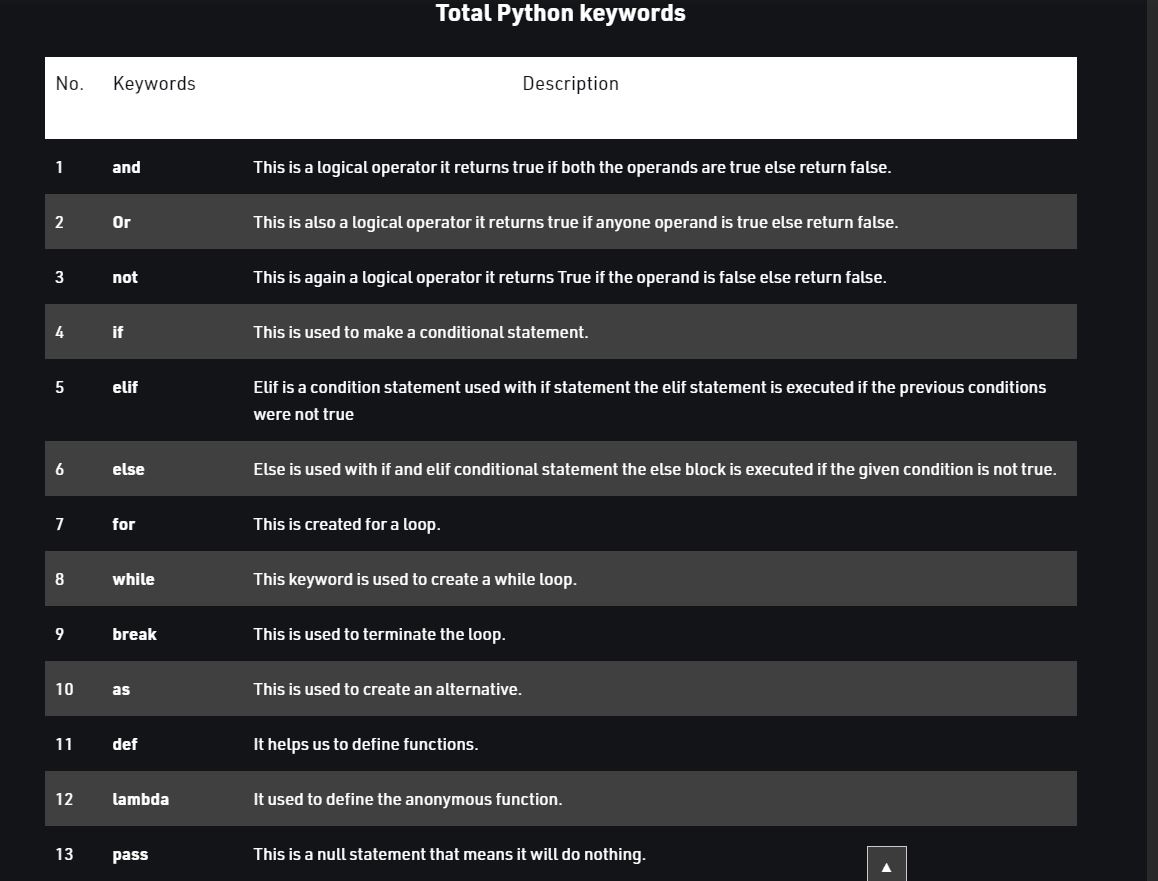 Total Python keywords
No. Keywords Description
1 and This is a logical operator it returns true if both the operands are true else return false.
2 Or This is also a logical operator it returns true if anyone operand is true else return false.
3 not This is again a logical operator it returns True if the operand is false else return false.
4 if This is used to make a conditional statement.
5 elif Elif is a condition statement used with if statement the elif statement is executed if the previous conditions
were not true
6 else Else is used with if and elif conditional statement the else block is executed if the given condition is not true.
7 for This is created for a loop.
8 while This keyword is used to create a while loop.
9 break This is used to terminate the loop.
10 as This is used to create an alternative.
11 def It helps us to define functions.
12 lambda It used to define the anonymous function.
13 pass This is a null statement that means it will do nothing.